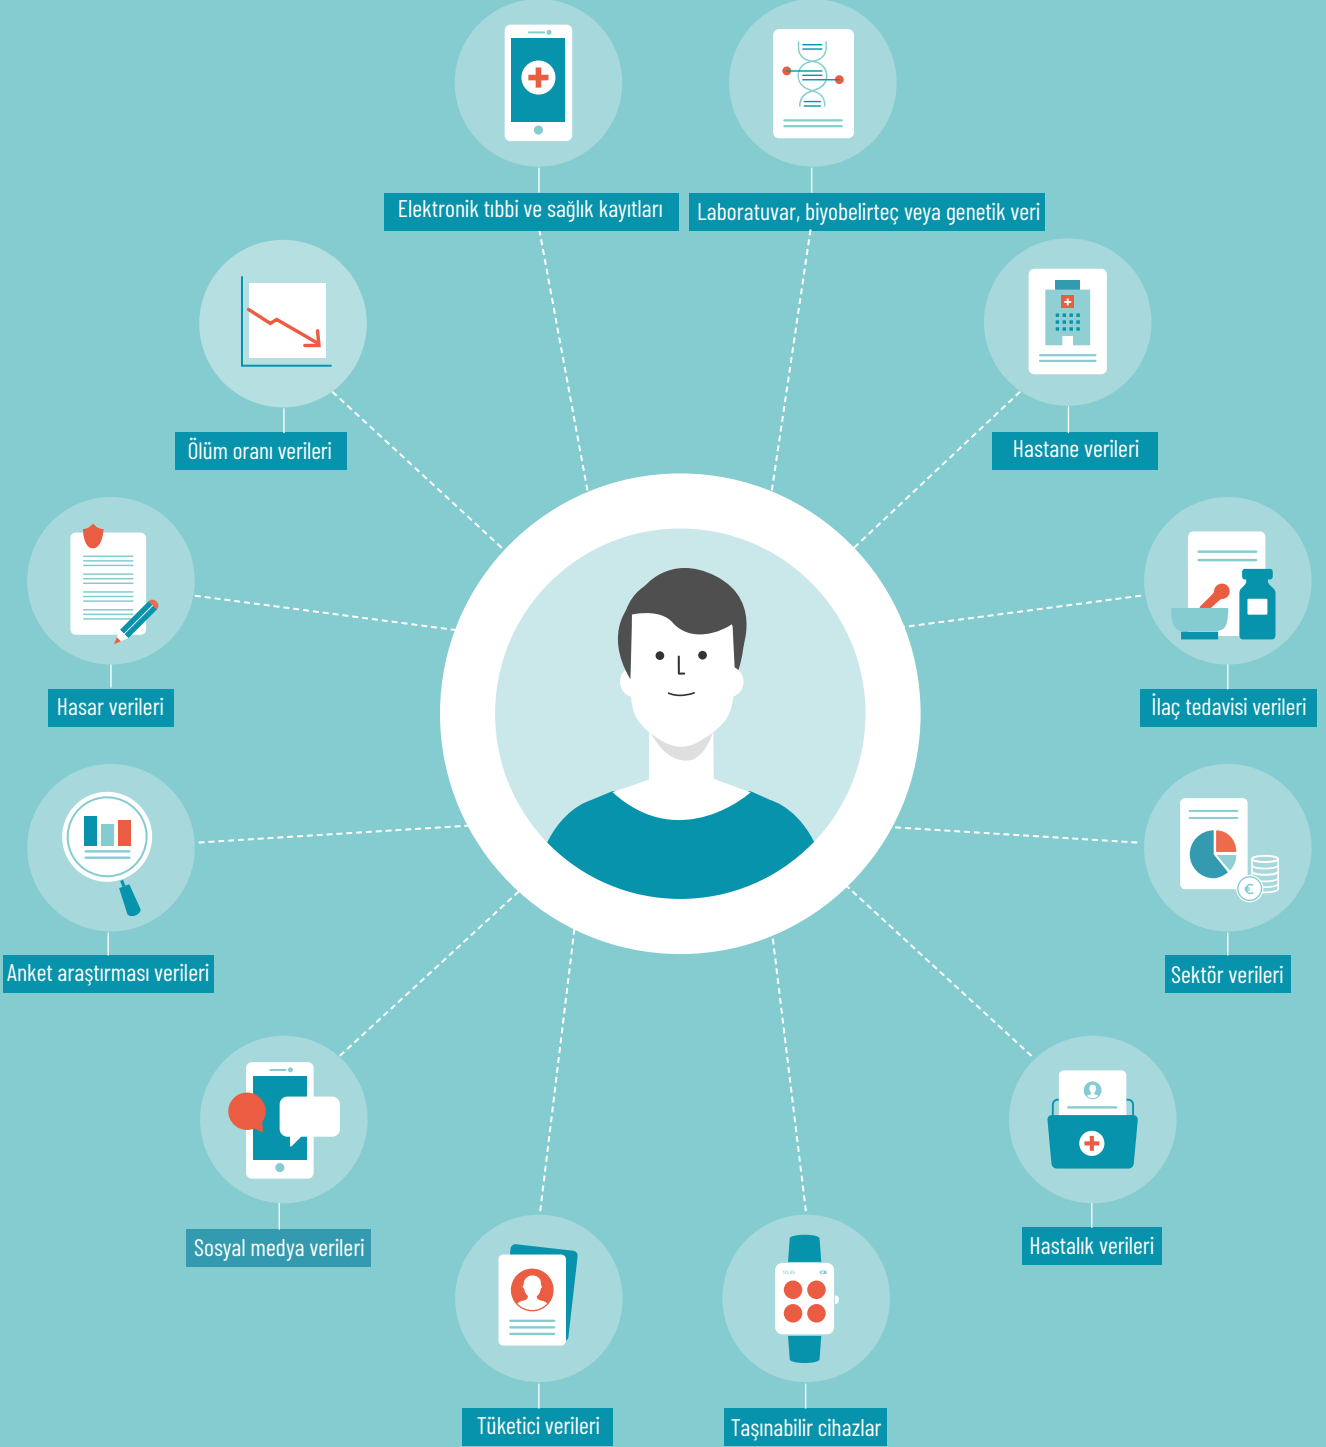 Elektronik tıbbi ve sağlık kayıtları
Laboratuvar, biyobelirteç veya genetik veri
Ölüm oranı verileri
Hastane verileri
Hasar verileri
İlaç tedavisi verileri
Anket araştırması verileri
Sektör verileri
€
Sosyal medya verileri
Hastalık verileri
Tüketici verileri
Taşınabilir cihazlar